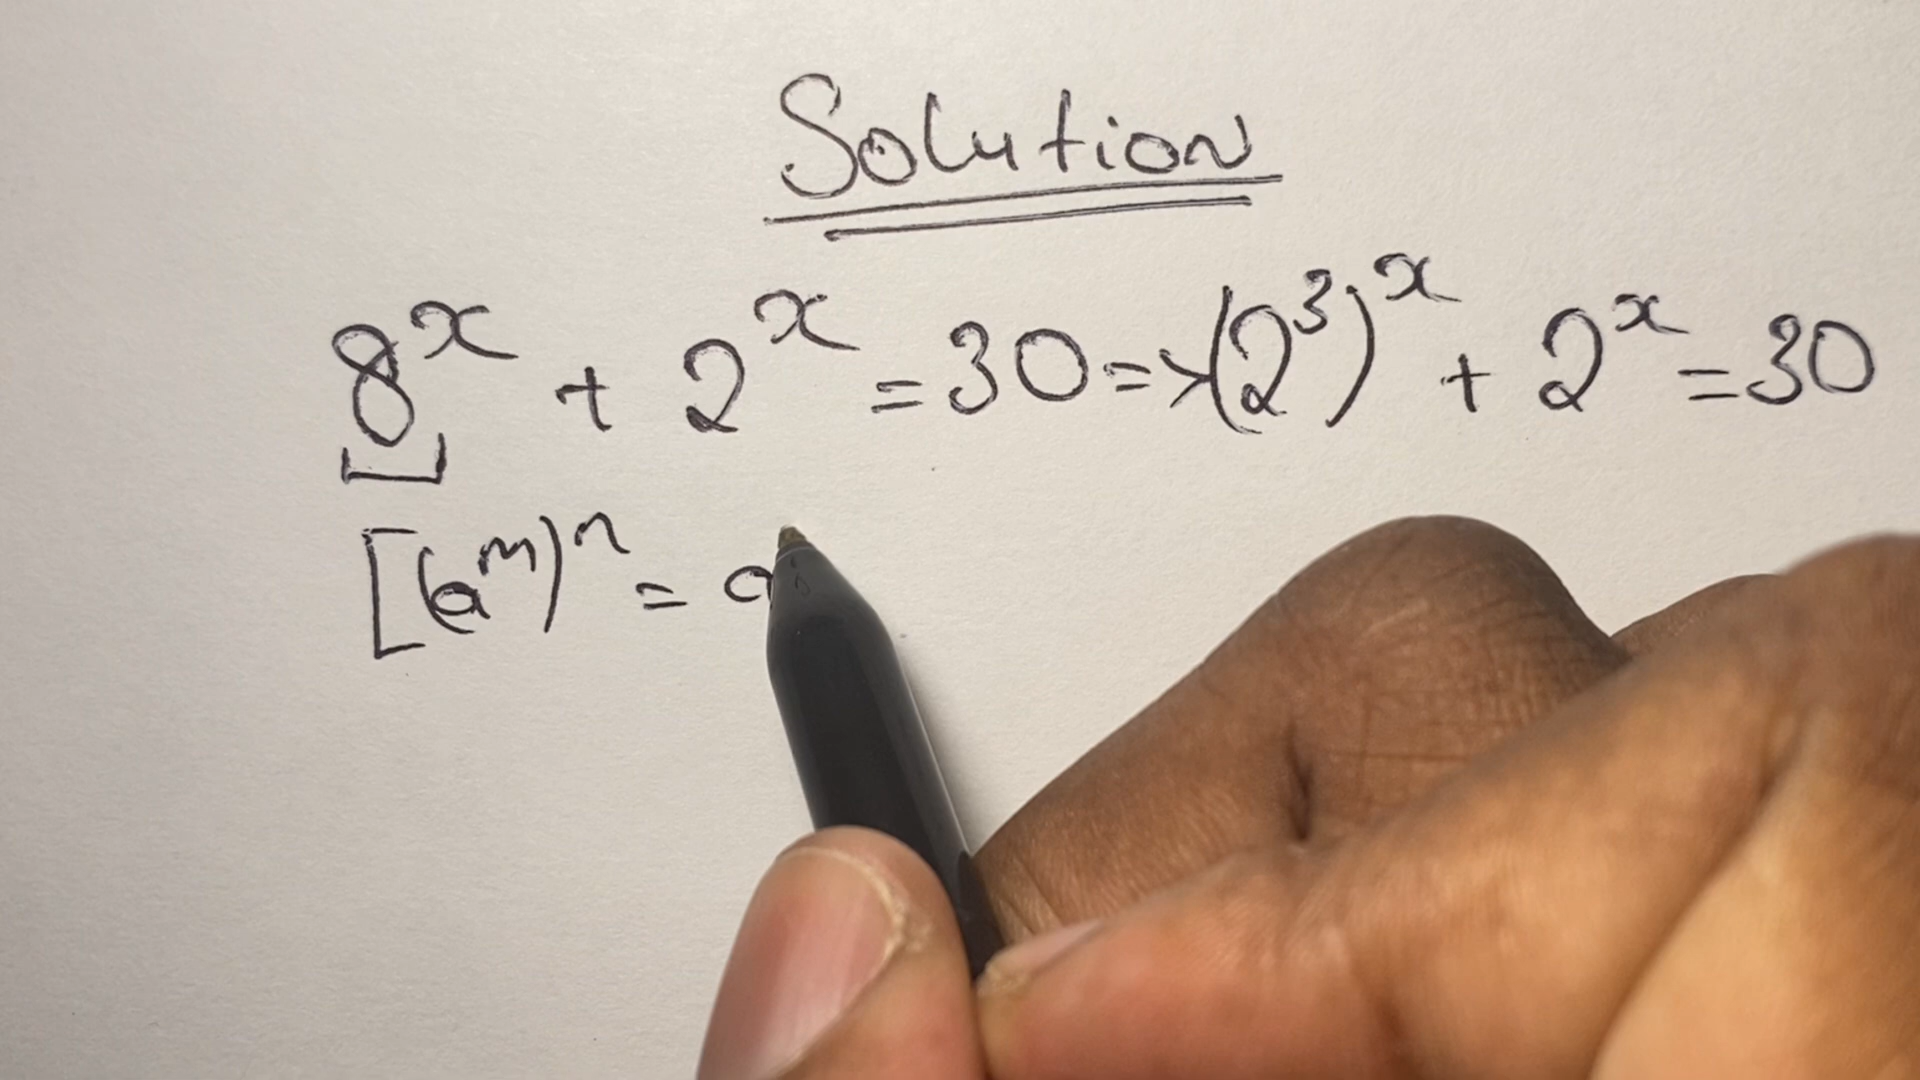 Solution
8^x + 2^x = 30 => (2^3)^x + 2^x = 30
[(a^m)^n = a